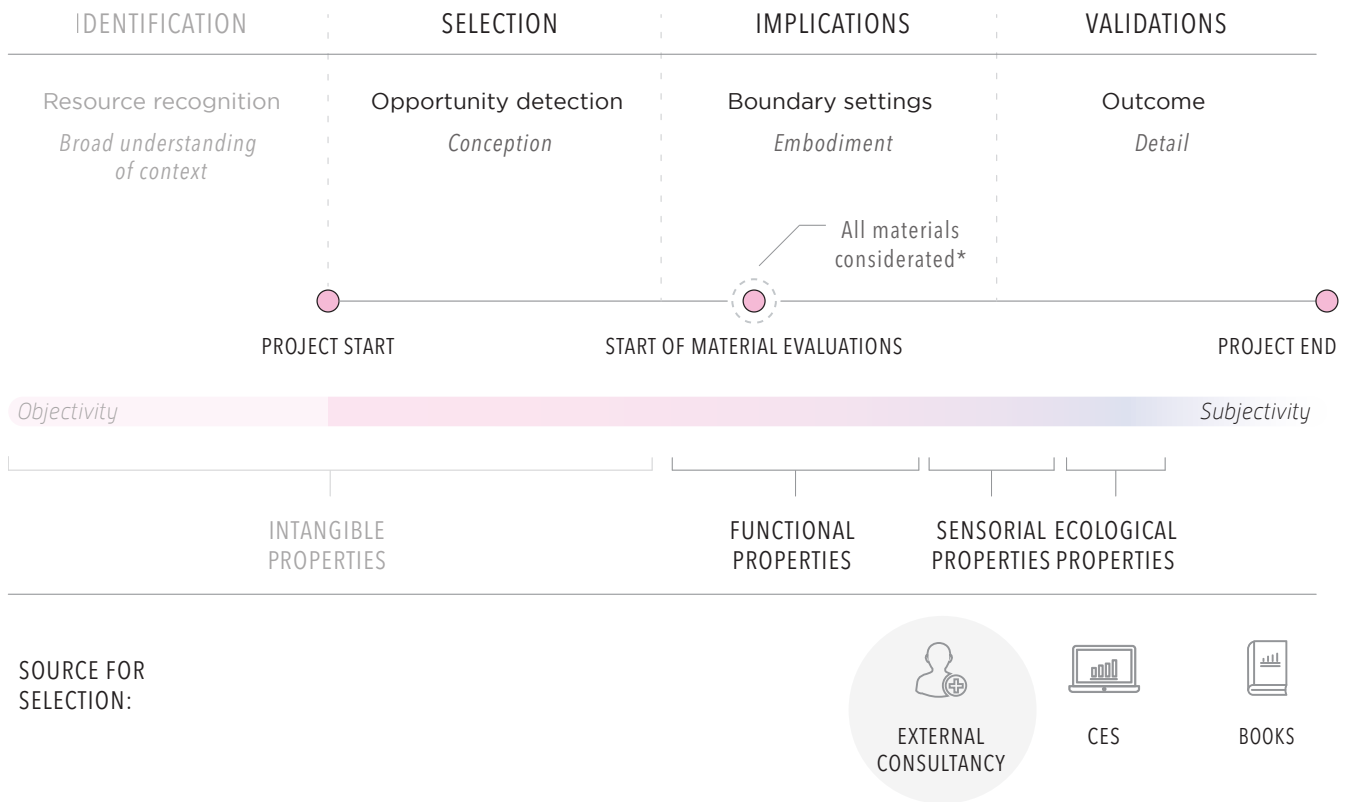 IDENTIFICATION
SELECTION
IMPLICATIONS
VALIDATIONS
Resource recognition
Opportunity detection
Boundary settings
Outcome
Broad understanding
of context
Conception
Embodiment
Detail
All materials
considerated*
PROJECT START
START OF MATERIAL EVALUATIONS
PROJECT END
Objectivity
Subjectivity
INTANGIBLE
PROPERTIES
FUNCTIONAL
PROPERTIES
SENSORIAL
PROPERTIES
ECOLOGICAL
PROPERTIES
SOURCE FOR
SELECTION:
EXTERNAL
CONSULTANCY
CES
BOOKS